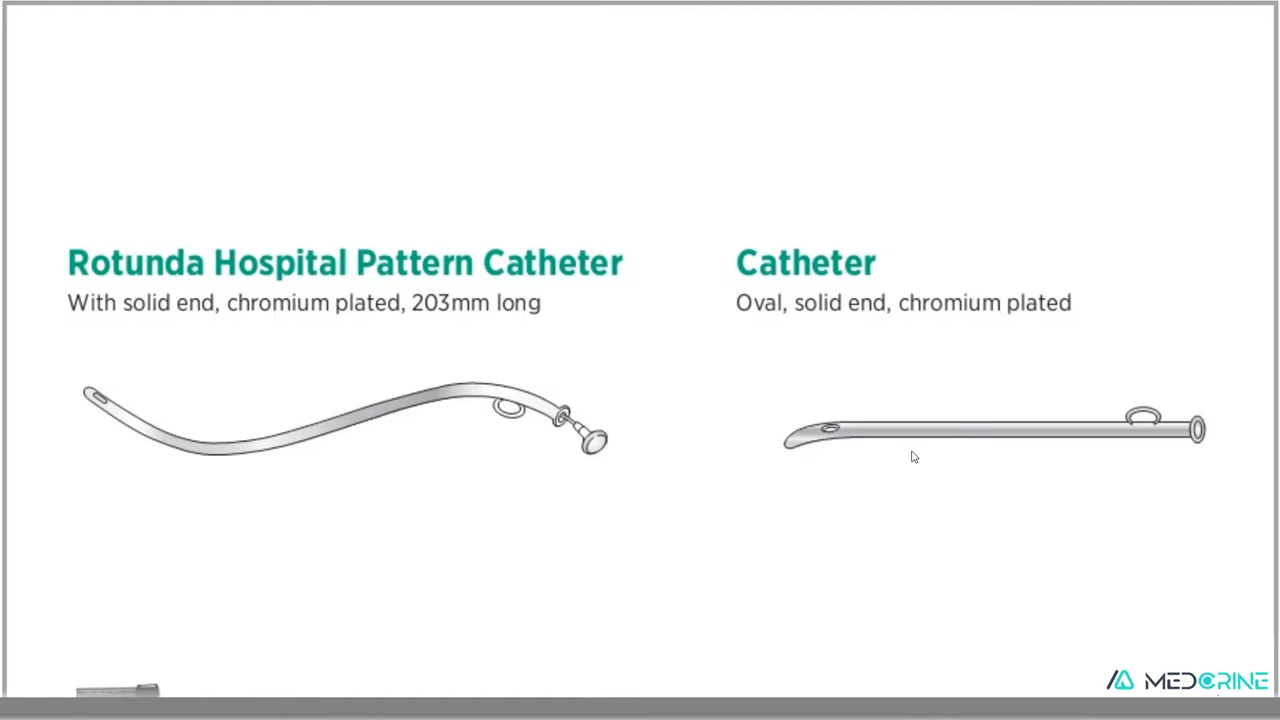 Rotunda Hospital Pattern Catheter
With solid end, chromium plated, 203mm long
Catheter
Oval, solid end, chromium plated
MEDCRINE